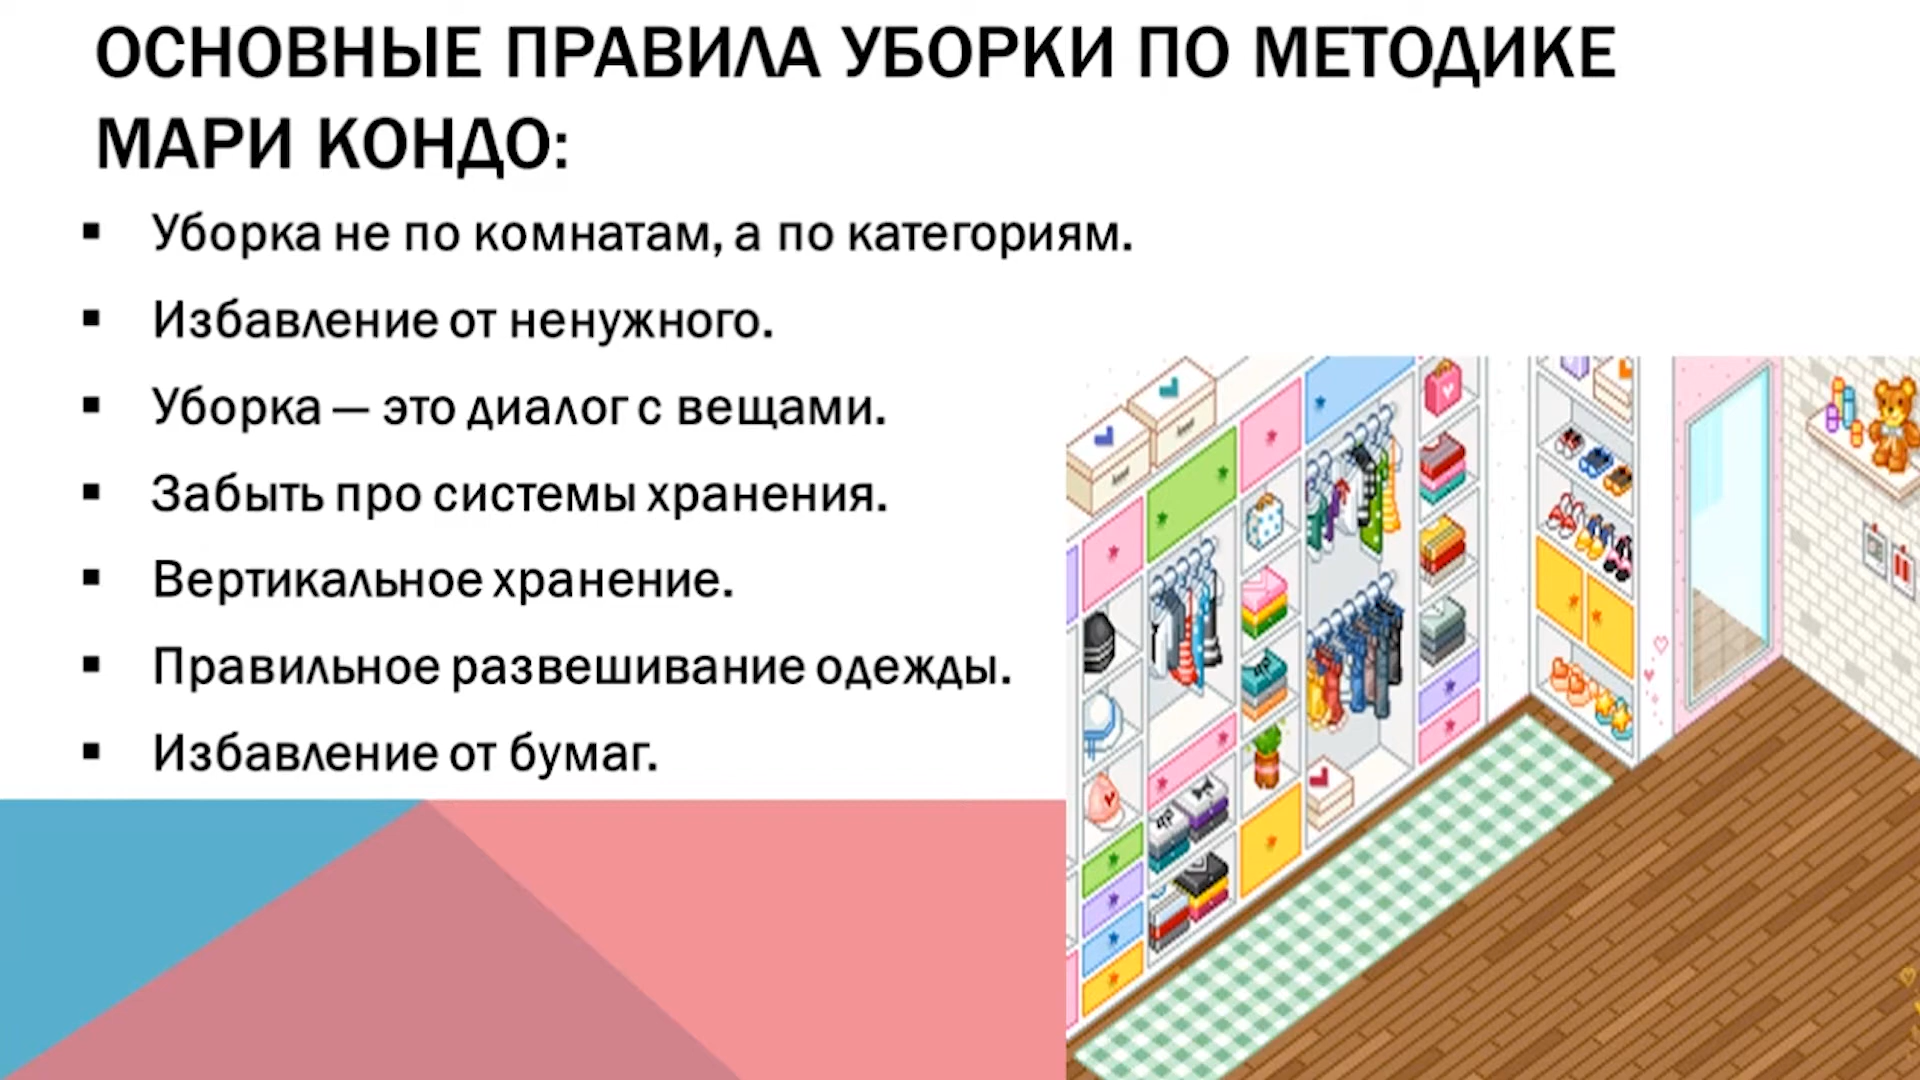 ОСНОВНЫЕ ПРАВИЛА УБОРКИ ПО МЕТОДИКЕ
МАРИ КОНДО:
▪ Уборка не по комнатам, а по категориям.
▪ Избавление от ненужного.
▪ Уборка — это диалог с вещами.
▪ Забыть про системы хранения.
▪ Вертикальное хранение.
▪ Правильное развешивание одежды.
▪ Избавление от бумаг.